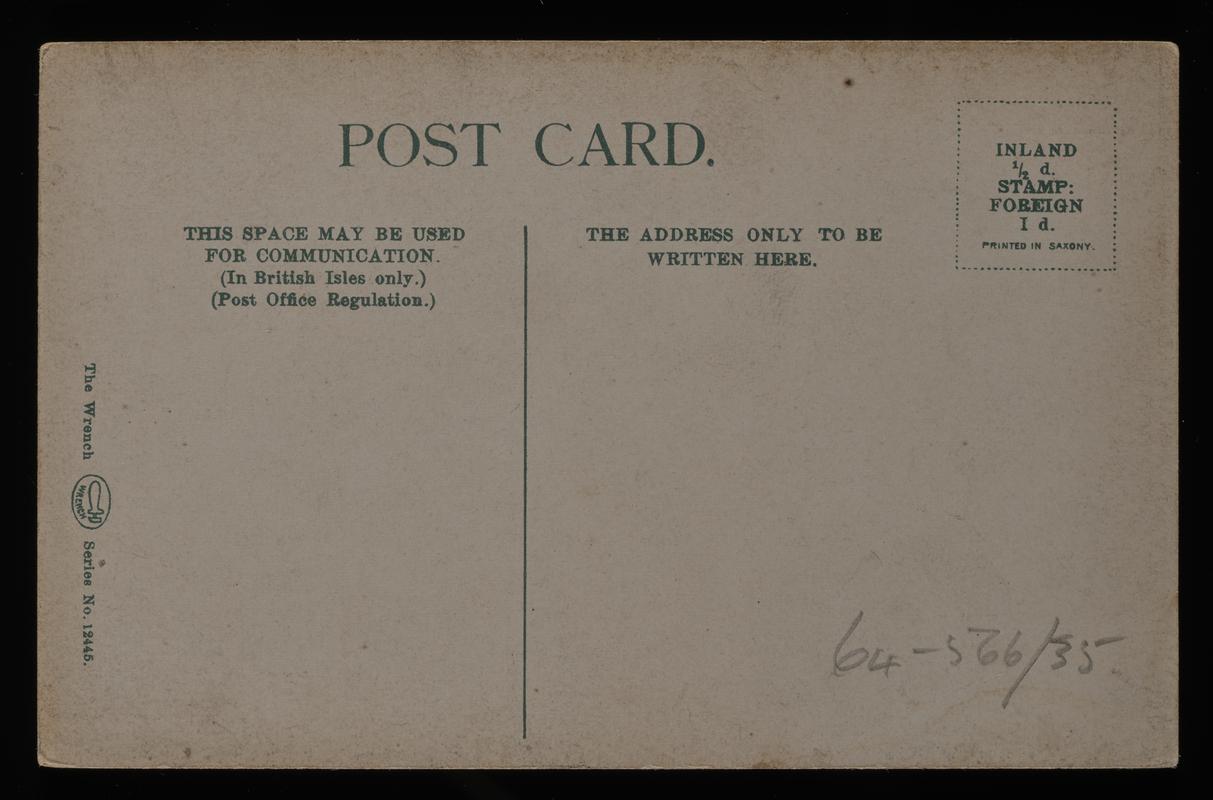 POST CARD.
INLAND
1/2 d.
STAMP:
FOREIGN
I d.
PRINTED IN SAXONY.
THIS SPACE MAY BE USED
FOR COMMUNICATION.
(In British Isles only.)
(Post Office Regulation.)
THE ADDRESS ONLY TO BE
WRITTEN HERE.
The Wrench
WRENCH
Series No. 12445.
64-566/35